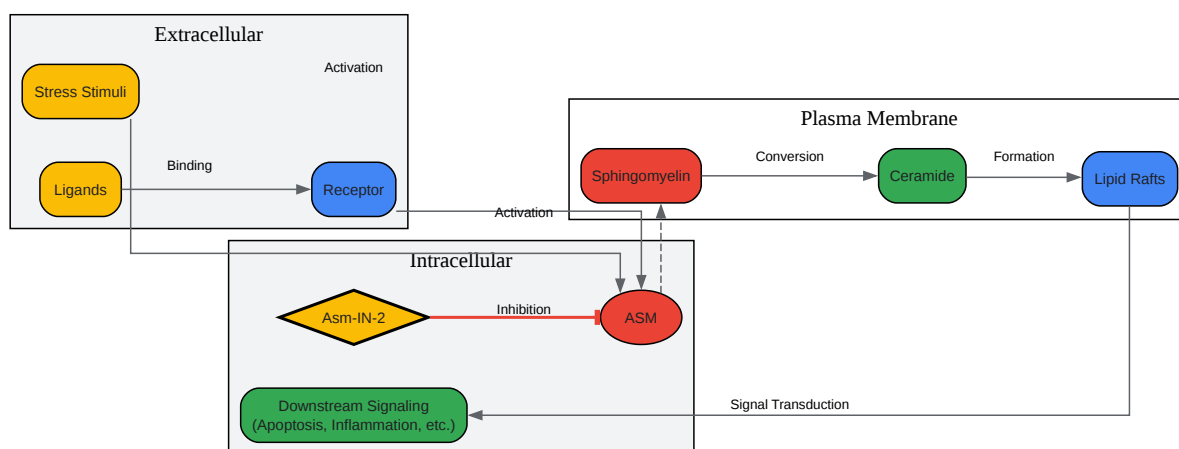 Extracellular
Activation
Stress Stimuli
Binding
Ligands
Receptor
Plasma Membrane
Conversion
Formation
Sphingomyelin
Ceramide
Lipid Rafts
Activation
Intracellular
Inhibition
Asm-IN-2
ASM
Downstream Signaling
(Apoptosis, Inflammation, etc.)
Signal Transduction